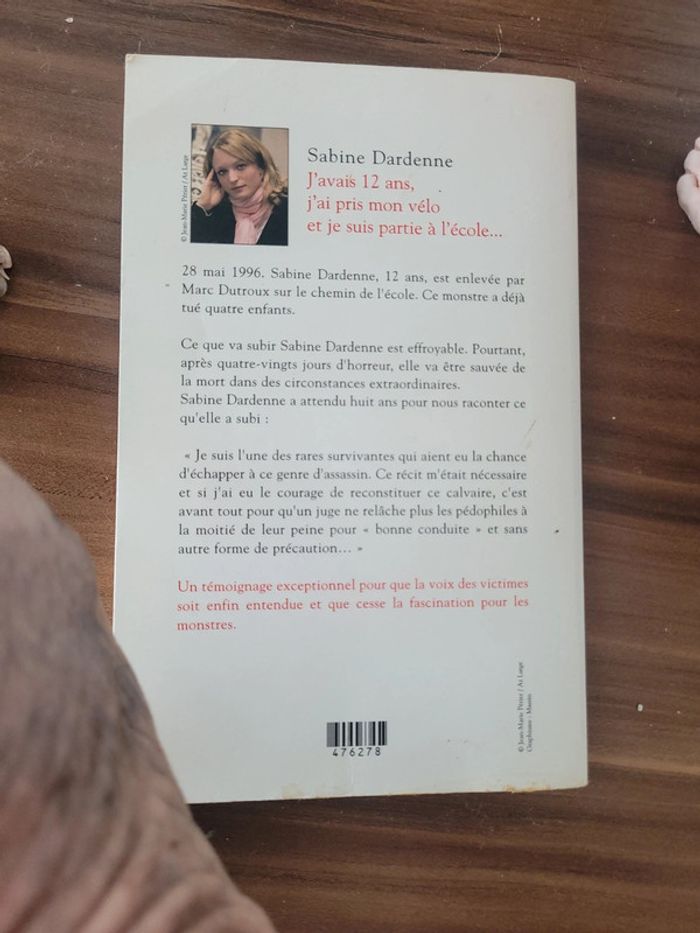 Sabine Dardenne
J'avais 12 ans,
j'ai pris mon vélo
et je suis partie à l'école...
© Jean-Marie Périer / At Large
28 mai 1996. Sabine Dardenne, 12 ans, est enlevée par
Marc Dutroux sur le chemin de l'école. Ce monstre a déjà
tué quatre enfants.
Ce que va subir Sabine Dardenne est effroyable. Pourtant,
après quatre-vingts jours d'horreur, elle va être sauvée de
la mort dans des circonstances extraordinaires.
Sabine Dardenne a attendu huit ans pour nous raconter ce
qu'elle a subi :
« Je suis l'une des rares survivantes qui aient eu la chance
d'échapper à ce genre d'assassin. Ce récit m'était nécessaire
et si j'ai eu le courage de reconstituer ce calvaire, c'est
avant tout pour qu'un juge ne relâche plus les pédophiles à
la moitié de leur peine pour « bonne conduite » et sans
autre forme de précaution... »
Un témoignage exceptionnel pour que la voix des victimes
soit enfin entendue et que cesse la fascination pour les
monstres.
© Jean-Marie Périer / At Large
476278